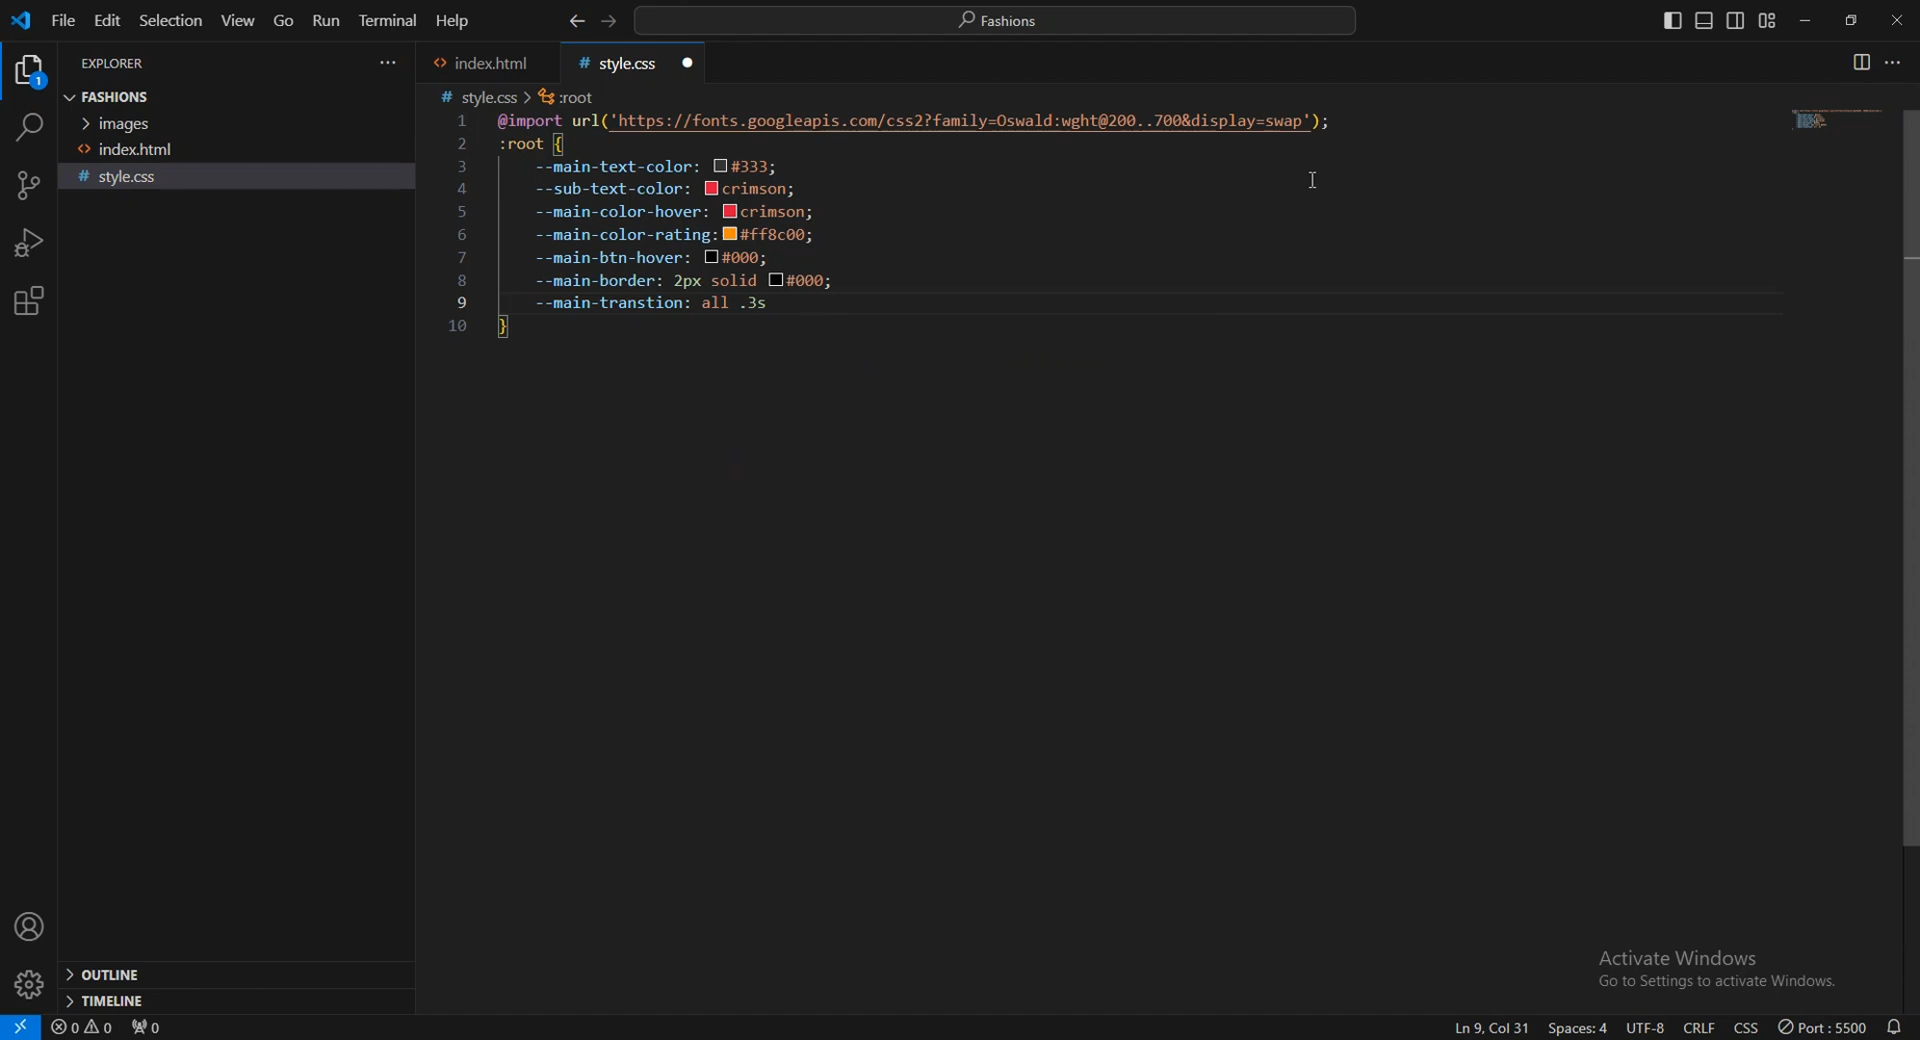 File Edit Selection View Go Run Terminal Help
Fashions
EXPLORER
index.html
style.css
FASHIONS
images
index.html
style.css
style.css > :root
1 @import url('https://fonts.googleapis.com/css2?family=Oswald:wght@200..700&display=swap');
2 :root {
3 --main-text-color: #333;
4 --sub-text-color: crimson;
5 --main-color-hover: crimson;
6 --main-color-rating:#ff8c00;
7 --main-btn-hover: #000;
8 --main-border: 2px solid #000;
9 --main-transtion: all .3s
10 }
1
OUTLINE
TIMELINE
Activate Windows
Go to Settings to activate Windows.
0 0 0
Ln 9, Col 31 Spaces: 4 UTF-8 CRLF CSS Port : 5500